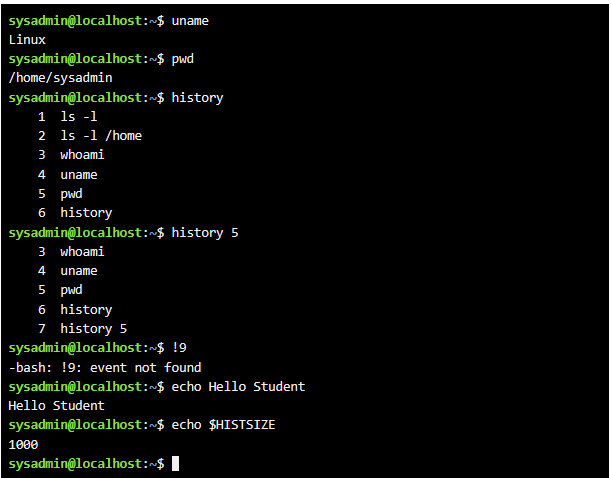 sysadmin@localhost:~$ uname
Linux
sysadmin@localhost:~$ pwd
/home/sysadmin
sysadmin@localhost:~$ history
    1  ls -l
    2  ls -l /home
    3  whoami
    4  uname
    5  pwd
    6  history
sysadmin@localhost:~$ history 5
    3  whoami
    4  uname
    5  pwd
    6  history
    7  history 5
sysadmin@localhost:~$ !9
-bash: !9: event not found
sysadmin@localhost:~$ echo Hello Student
Hello Student
sysadmin@localhost:~$ echo $HISTSIZE
1000
sysadmin@localhost:~$